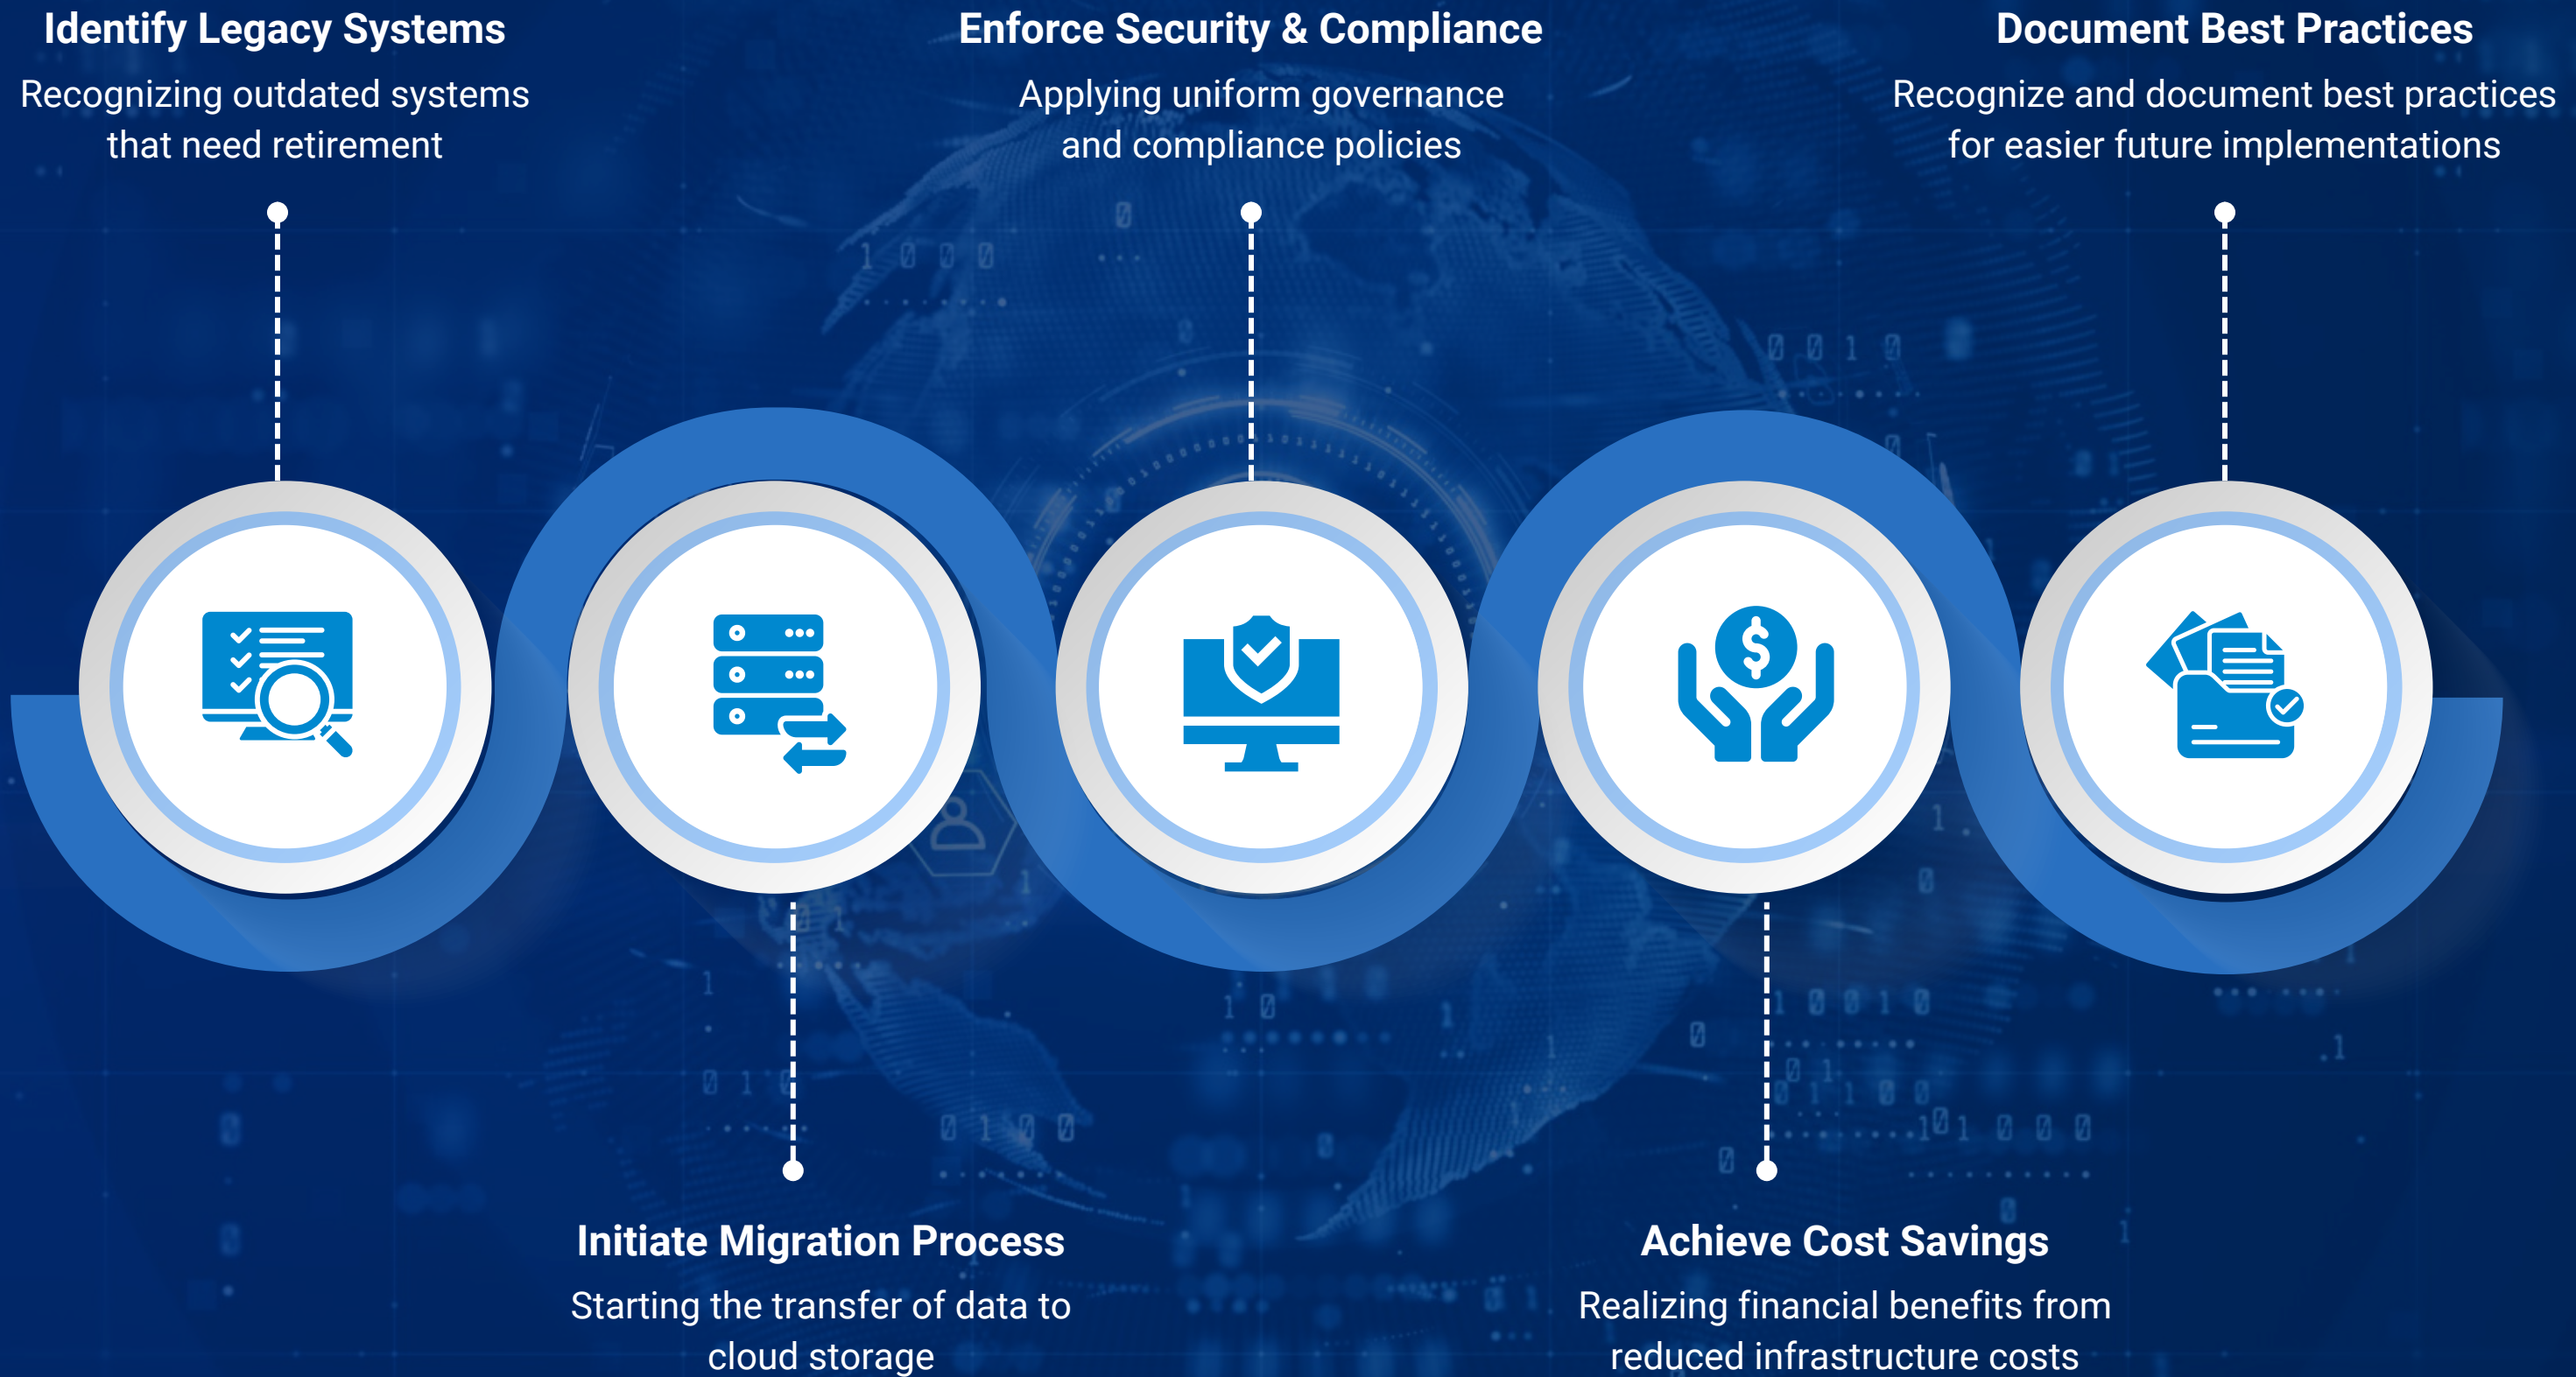 Identify Legacy Systems
Recognizing outdated systems
that need retirement
Initiate Migration Process
Starting the transfer of data to
cloud storage
Enforce Security & Compliance
Applying uniform governance
and compliance policies
Achieve Cost Savings
Realizing financial benefits from
reduced infrastructure costs
Document Best Practices
Recognize and document best practices
for easier future implementations